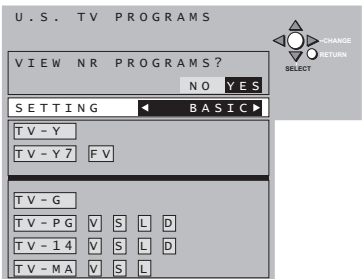 U.S. TV PROGRAMS
CHANGE
RETURN
SELECT
VIEW NR PROGRAMS?
NO YES
SETTING ◀ BASIC ▶
TV-Y
TV-Y7 FV
TV-G
TV-PG V S L D
TV-14 V S L D
TV-MA V S L